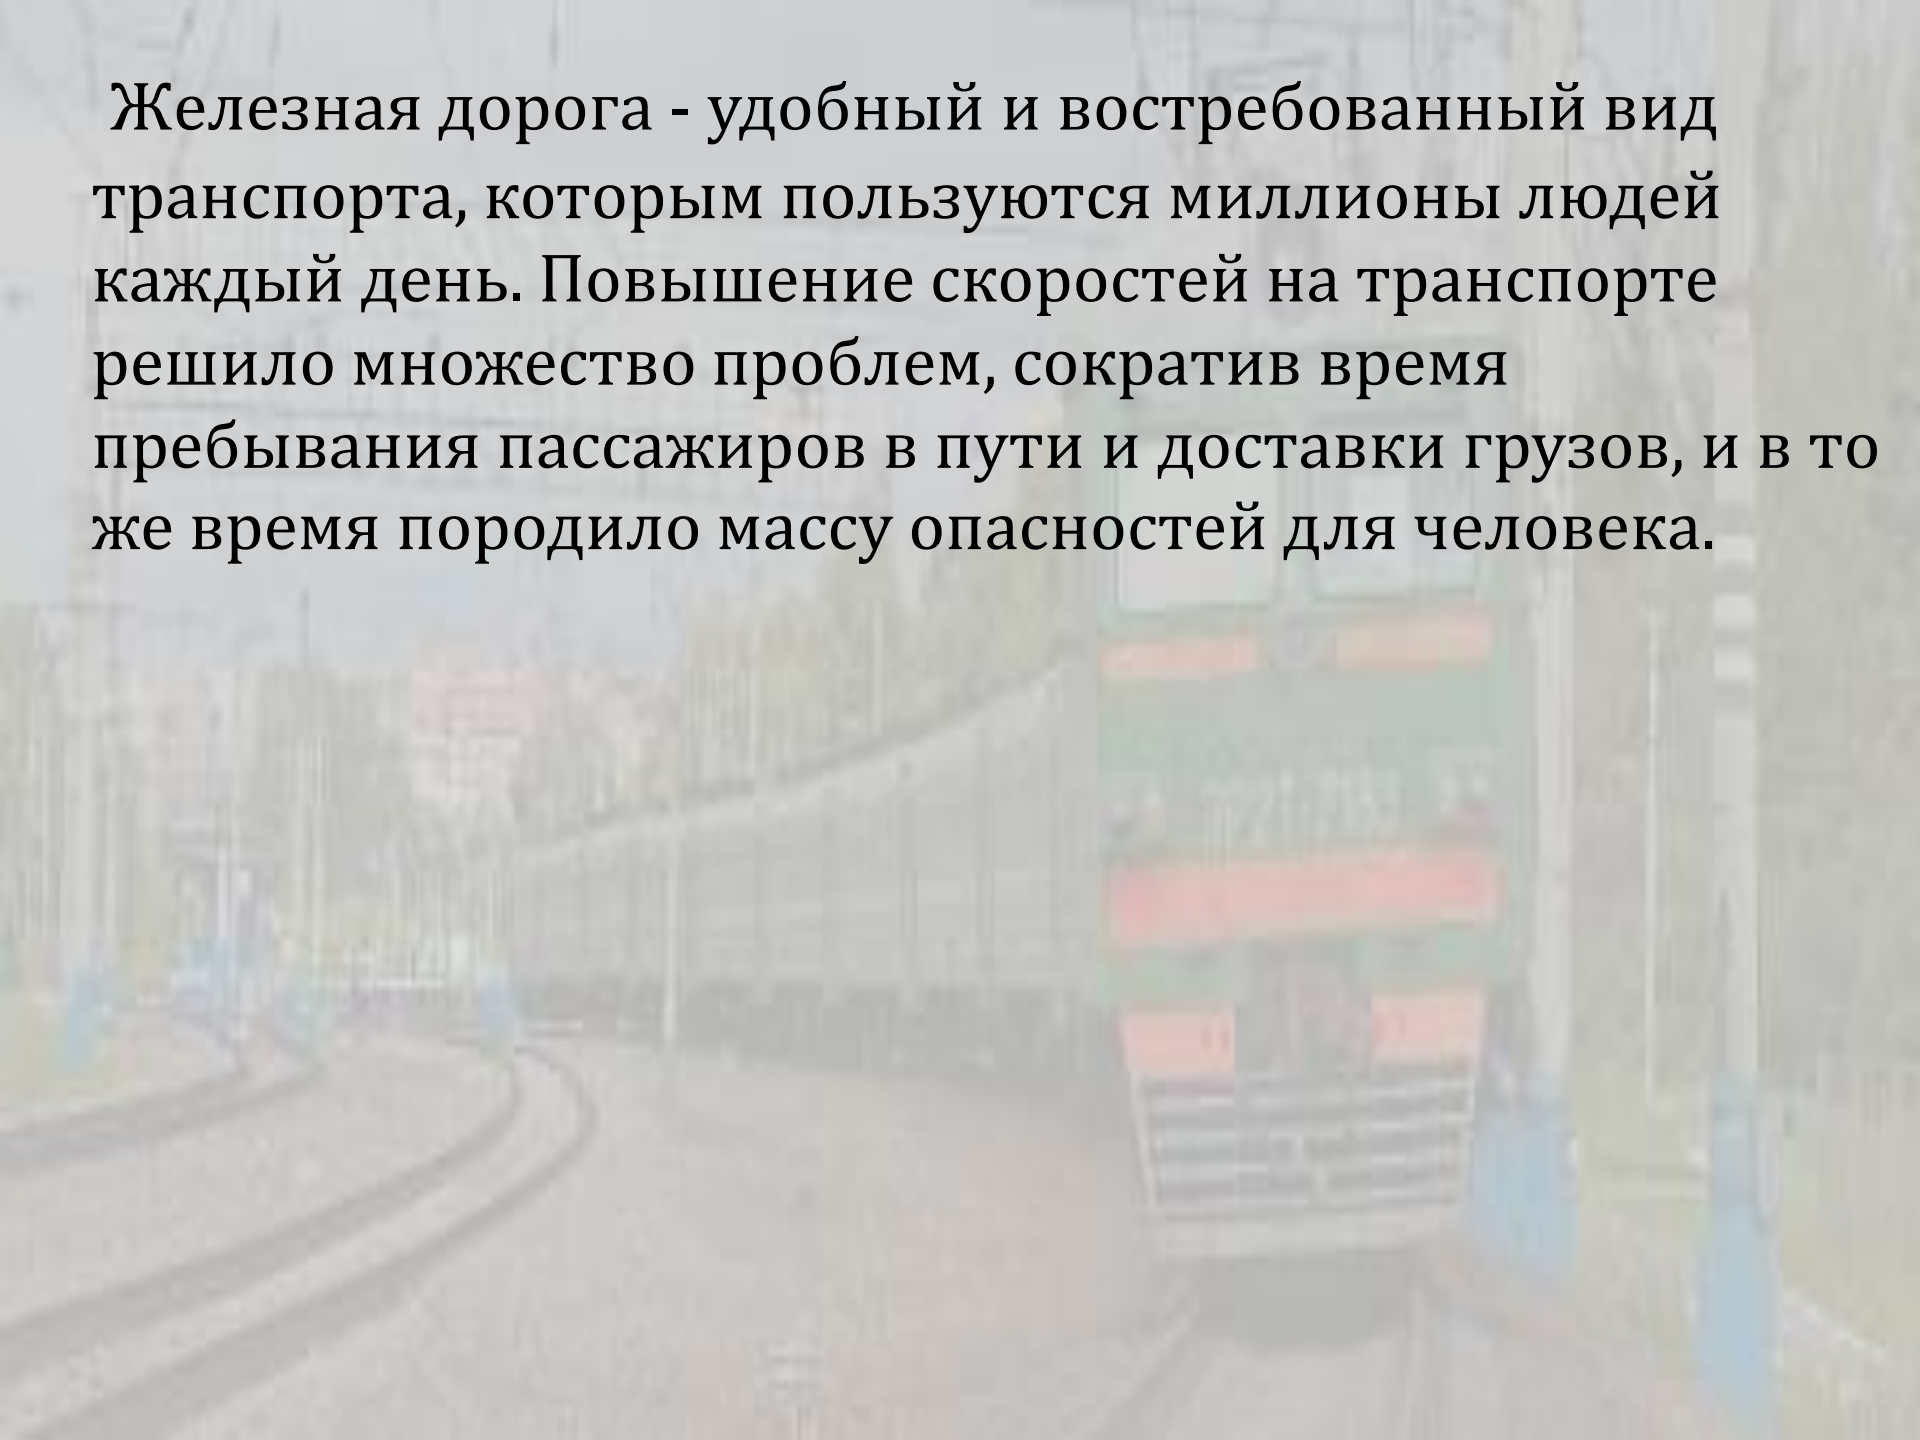 Железная дорога - удобный и востребованный вид
транспорта, которым пользуются миллионы людей
каждый день. Повышение скоростей на транспорте
решило множество проблем, сократив время
пребывания пассажиров в пути и доставки грузов, и в то
же время породило массу опасностей для человека.